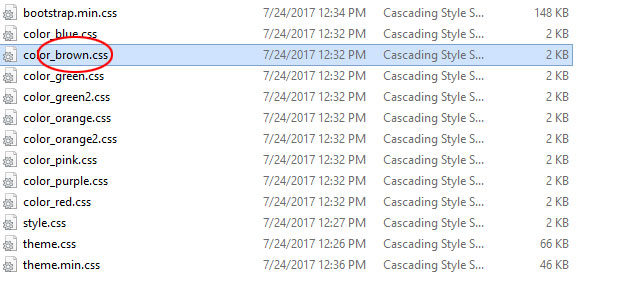 bootstrap.min.css 7/24/2017 12:34 PM Cascading Style S... 148 KB
color_blue.css 7/24/2017 12:32 PM Cascading Style S... 2 KB
color_brown.css 7/24/2017 12:32 PM Cascading Style S... 2 KB
color_green.css 7/24/2017 12:32 PM Cascading Style S... 2 KB
color_green2.css 7/24/2017 12:32 PM Cascading Style S... 2 KB
color_orange.css 7/24/2017 12:32 PM Cascading Style S... 2 KB
color_orange2.css 7/24/2017 12:32 PM Cascading Style S... 2 KB
color_pink.css 7/24/2017 12:32 PM Cascading Style S... 2 KB
color_purple.css 7/24/2017 12:32 PM Cascading Style S... 2 KB
color_red.css 7/24/2017 12:32 PM Cascading Style S... 2 KB
style.css 7/24/2017 12:27 PM Cascading Style S... 2 KB
theme.css 7/24/2017 12:26 PM Cascading Style S... 66 KB
theme.min.css 7/24/2017 12:36 PM Cascading Style S... 46 KB